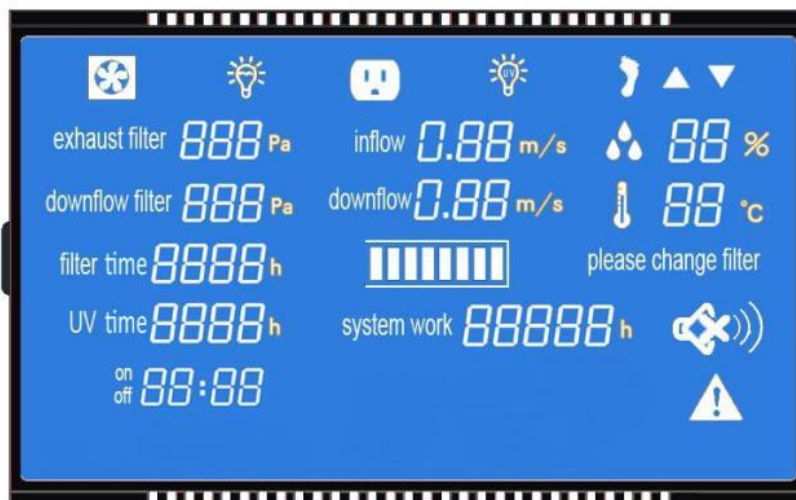 UV
exhaust filter 888 Pa inflow 0.88 m/s 88 %
downflow filter 888 Pa downflow 0.88 m/s 88 °C
filter time 8888 h please change filter
UV time 8888 h system work 88888 h
on
off 88:88